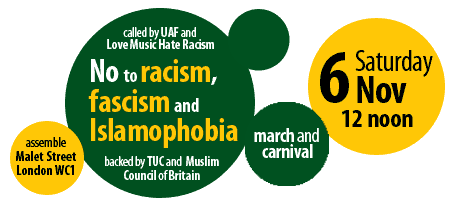 called by UAF and
Love Music Hate Racism
No to racism,
fascism and
Islamophobia
backed by TUC and Muslim
Council of Britain
assemble
Malet Street
London WC1
march and
carnival
6 Saturday
Nov
12 noon